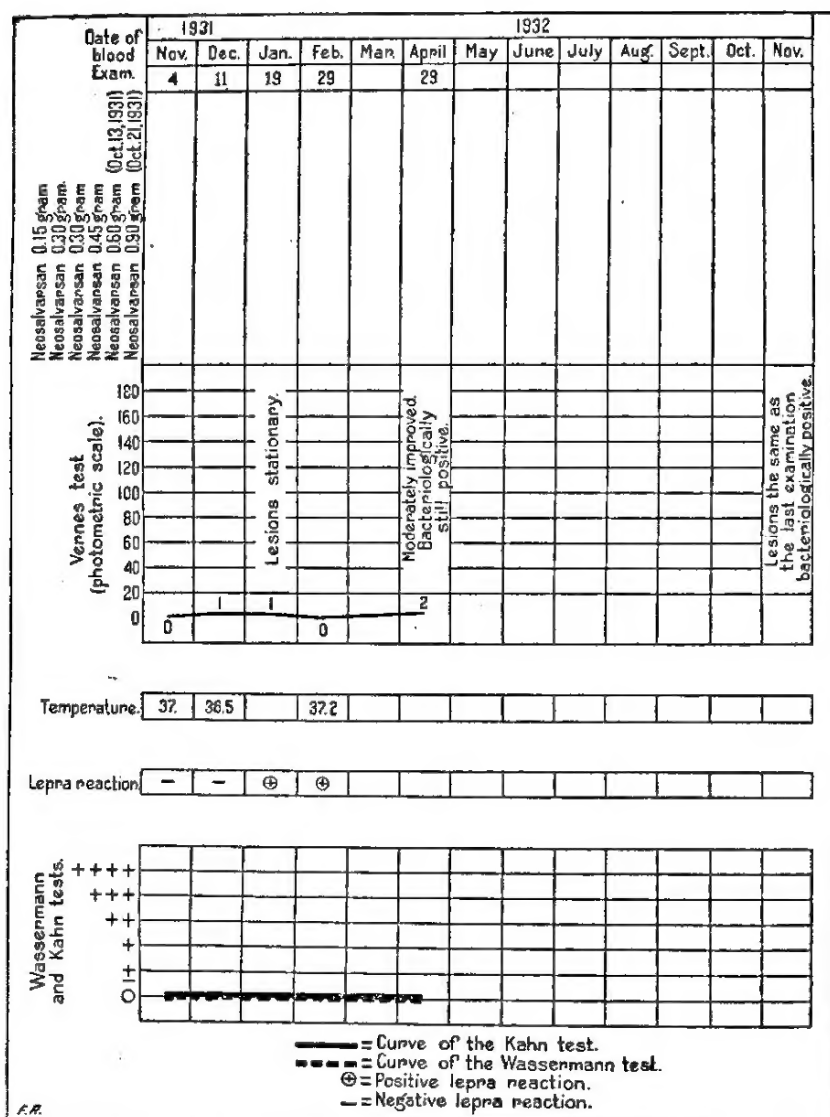 1931 1932
Date of blood Exam. Nov. Dec. Jan. Feb. Mar. April May June July Aug. Sept. Oct. Nov.
4 11 19 29 29
Neosalvarsan 0.15 gram
Neosalvarsan 0.30 gram.
Neosalvarsan 0.30 gram
Neosalvarsan 0.45 gram
Neosalvarsan 0.60 gram (Oct.13,1931)
Neosalvarsan 0.90 gram (Oct.21,1931)
Vernes test
(photometric scale).
180
160
140
120
100
80
60
40
20
0
Lesions stationary.
Moderately improved.
Bacteriologically
still positive.
Lesions the same as
the last examination
bacteriologically positive.
0 1 1 0 2
Temperature. 37. 36.5 37.2
Lepra reaction. – – ⊕ ⊕
Wassermann
and Kahn tests.
++++
+++
++
+
±
0
= Curve of the Kahn test.
= Curve of the Wassermann test.
⊕ = Positive lepra reaction.
– = Negative lepra reaction.
F.R.